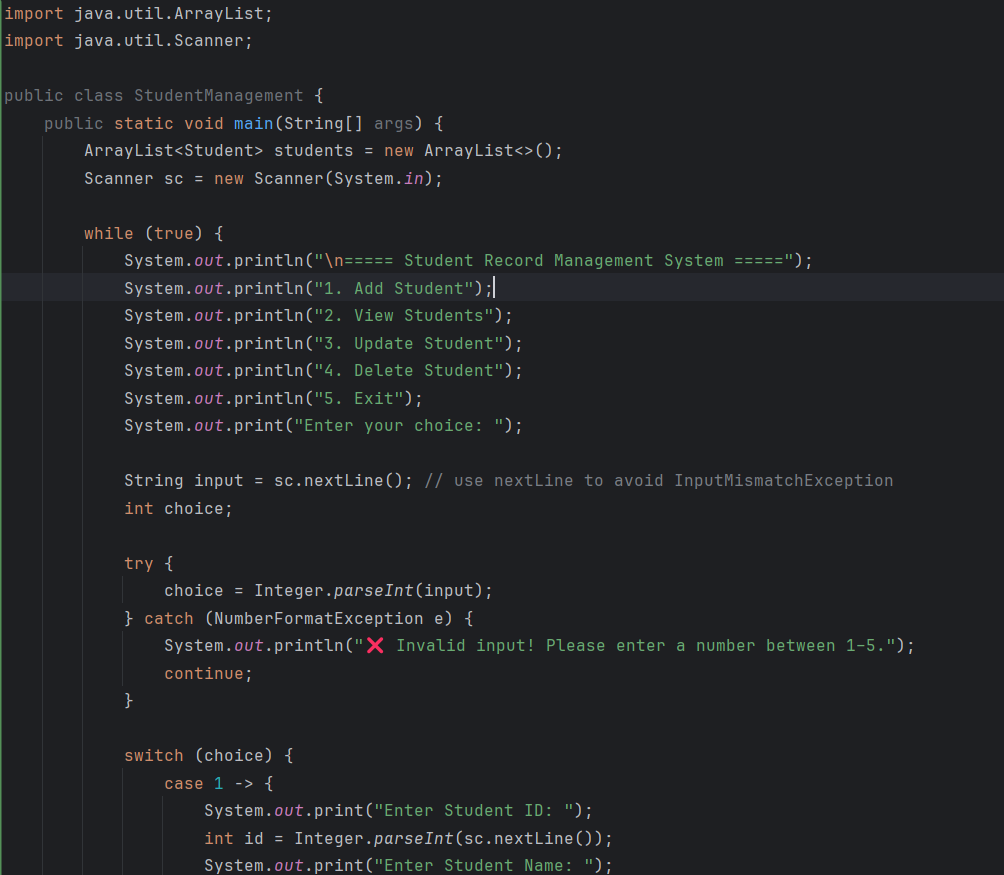 import java.util.ArrayList;
import java.util.Scanner;
public class StudentManagement {
public static void main(String[] args) {
ArrayList<Student> students = new ArrayList<>();
Scanner sc = new Scanner(System.in);
while (true) {
System.out.println("\n===== Student Record Management System =====");
System.out.println("1. Add Student");
System.out.println("2. View Students");
System.out.println("3. Update Student");
System.out.println("4. Delete Student");
System.out.println("5. Exit");
System.out.print("Enter your choice: ");
String input = sc.nextLine(); // use nextLine to avoid InputMismatchException
int choice;
try {
choice = Integer.parseInt(input);
} catch (NumberFormatException e) {
System.out.println("❌ Invalid input! Please enter a number between 1-5.");
continue;
}
switch (choice) {
case 1 -> {
System.out.print("Enter Student ID: ");
int id = Integer.parseInt(sc.nextLine());
System.out.print("Enter Student Name: ");